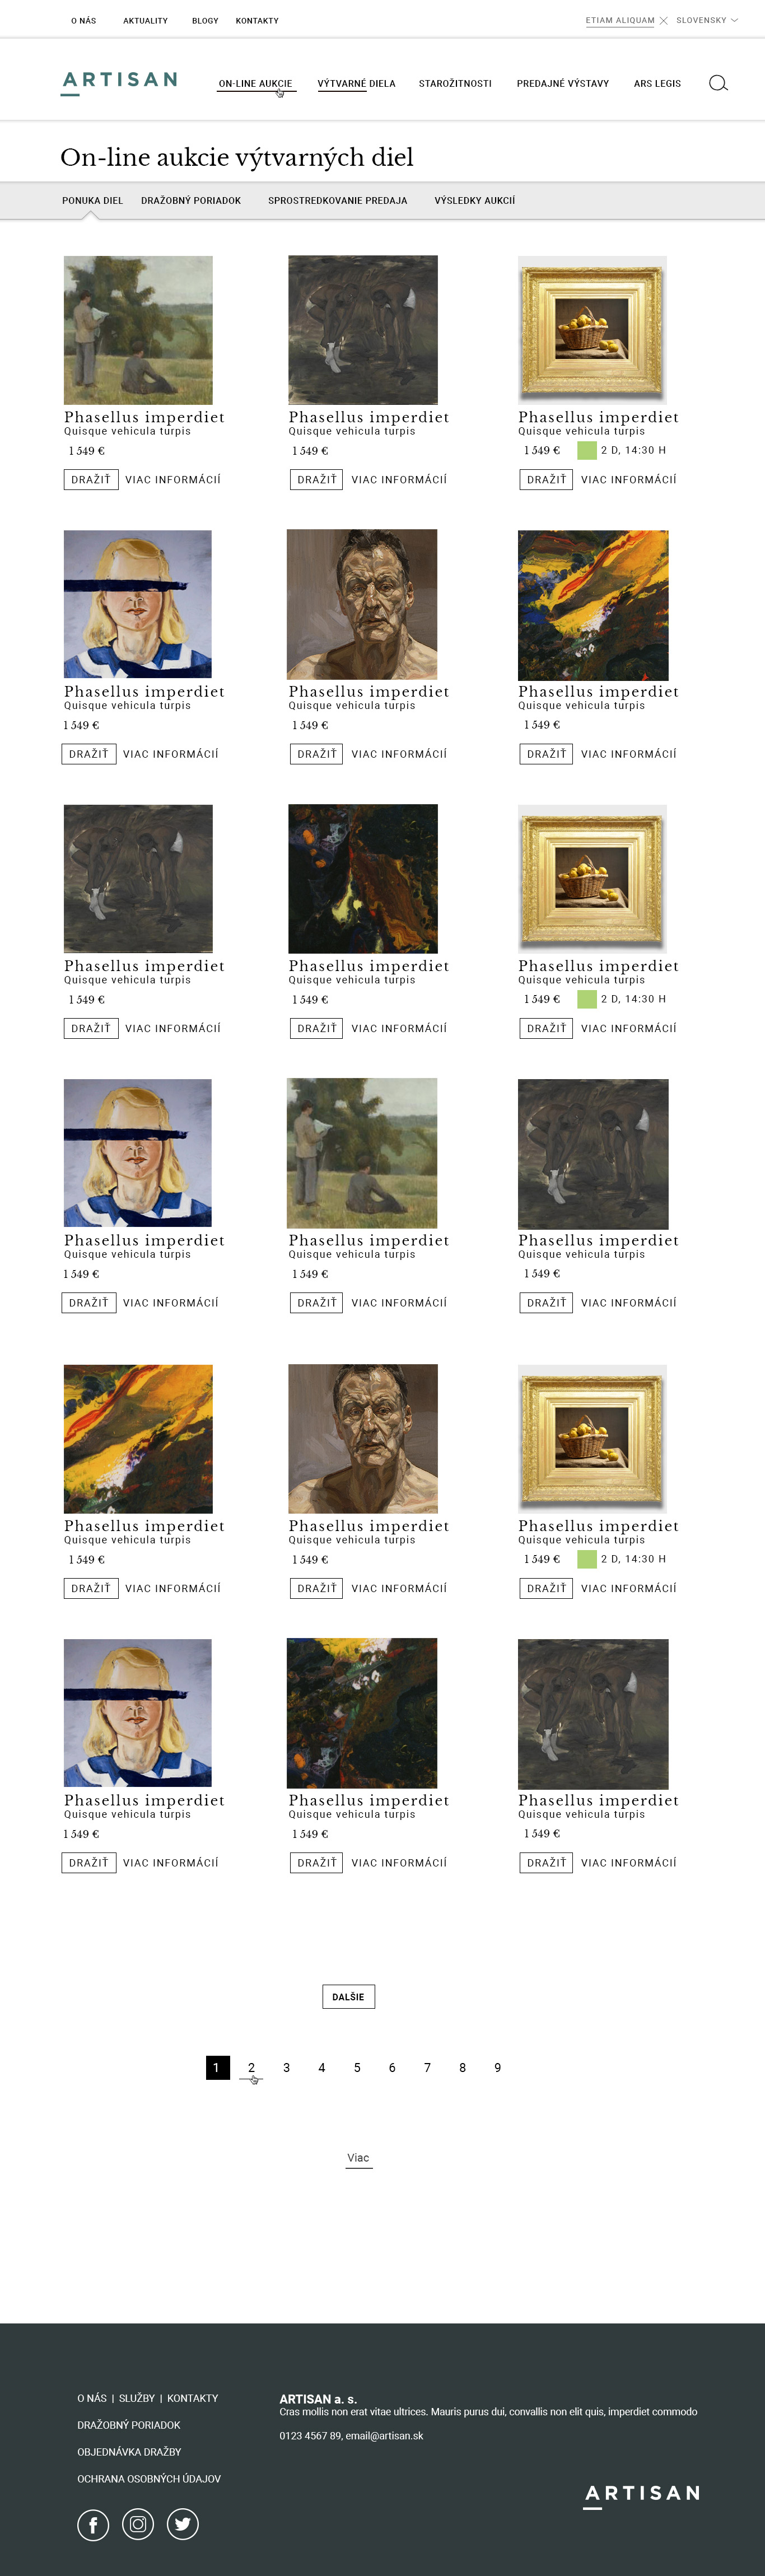 O NÁS AKTUALITY BLOGY KONTAKTY ETIAM ALIQUAM SLOVENSKY
ARTISAN ON-LINE AUKCIE VÝTVARNÉ DIELA STAROŽITNOSTI PREDAJNÉ VÝSTAVY ARS LEGIS
On-line aukcie výtvarných diel
PONUKA DIEL DRAŽOBNÝ PORIADOK SPROSTREDKOVANIE PREDAJA VÝSLEDKY AUKCIÍ
Phasellus imperdiet Phasellus imperdiet Phasellus imperdiet
Quisque vehicula turpis Quisque vehicula turpis Quisque vehicula turpis
1 549 € 1 549 € 1 549 € 2 D, 14:30 H
DRAŽIŤ VIAC INFORMÁCIÍ DRAŽIŤ VIAC INFORMÁCIÍ DRAŽIŤ VIAC INFORMÁCIÍ
Phasellus imperdiet Phasellus imperdiet Phasellus imperdiet
Quisque vehicula turpis Quisque vehicula turpis Quisque vehicula turpis
1 549 € 1 549 € 1 549 €
DRAŽIŤ VIAC INFORMÁCIÍ DRAŽIŤ VIAC INFORMÁCIÍ DRAŽIŤ VIAC INFORMÁCIÍ
Phasellus imperdiet Phasellus imperdiet Phasellus imperdiet
Quisque vehicula turpis Quisque vehicula turpis Quisque vehicula turpis
1 549 € 1 549 € 1 549 € 2 D, 14:30 H
DRAŽIŤ VIAC INFORMÁCIÍ DRAŽIŤ VIAC INFORMÁCIÍ DRAŽIŤ VIAC INFORMÁCIÍ
Phasellus imperdiet Phasellus imperdiet Phasellus imperdiet
Quisque vehicula turpis Quisque vehicula turpis Quisque vehicula turpis
1 549 € 1 549 € 1 549 €
DRAŽIŤ VIAC INFORMÁCIÍ DRAŽIŤ VIAC INFORMÁCIÍ DRAŽIŤ VIAC INFORMÁCIÍ
Phasellus imperdiet Phasellus imperdiet Phasellus imperdiet
Quisque vehicula turpis Quisque vehicula turpis Quisque vehicula turpis
1 549 € 1 549 € 1 549 € 2 D, 14:30 H
DRAŽIŤ VIAC INFORMÁCIÍ DRAŽIŤ VIAC INFORMÁCIÍ DRAŽIŤ VIAC INFORMÁCIÍ
Phasellus imperdiet Phasellus imperdiet Phasellus imperdiet
Quisque vehicula turpis Quisque vehicula turpis Quisque vehicula turpis
1 549 € 1 549 € 1 549 €
DRAŽIŤ VIAC INFORMÁCIÍ DRAŽIŤ VIAC INFORMÁCIÍ DRAŽIŤ VIAC INFORMÁCIÍ
DALŠIE
1 2 3 4 5 6 7 8 9
Viac
O NÁS | SLUŽBY | KONTAKTY
DRAŽOBNÝ PORIADOK
OBJEDNÁVKA DRAŽBY
OCHRANA OSOBNÝCH ÚDAJOV
ARTISAN a. s.
Cras mollis non erat vitae ultrices. Mauris purus dui, convallis non elit quis, imperdiet commodo
0123 4567 89, email@artisan.sk
ARTISAN